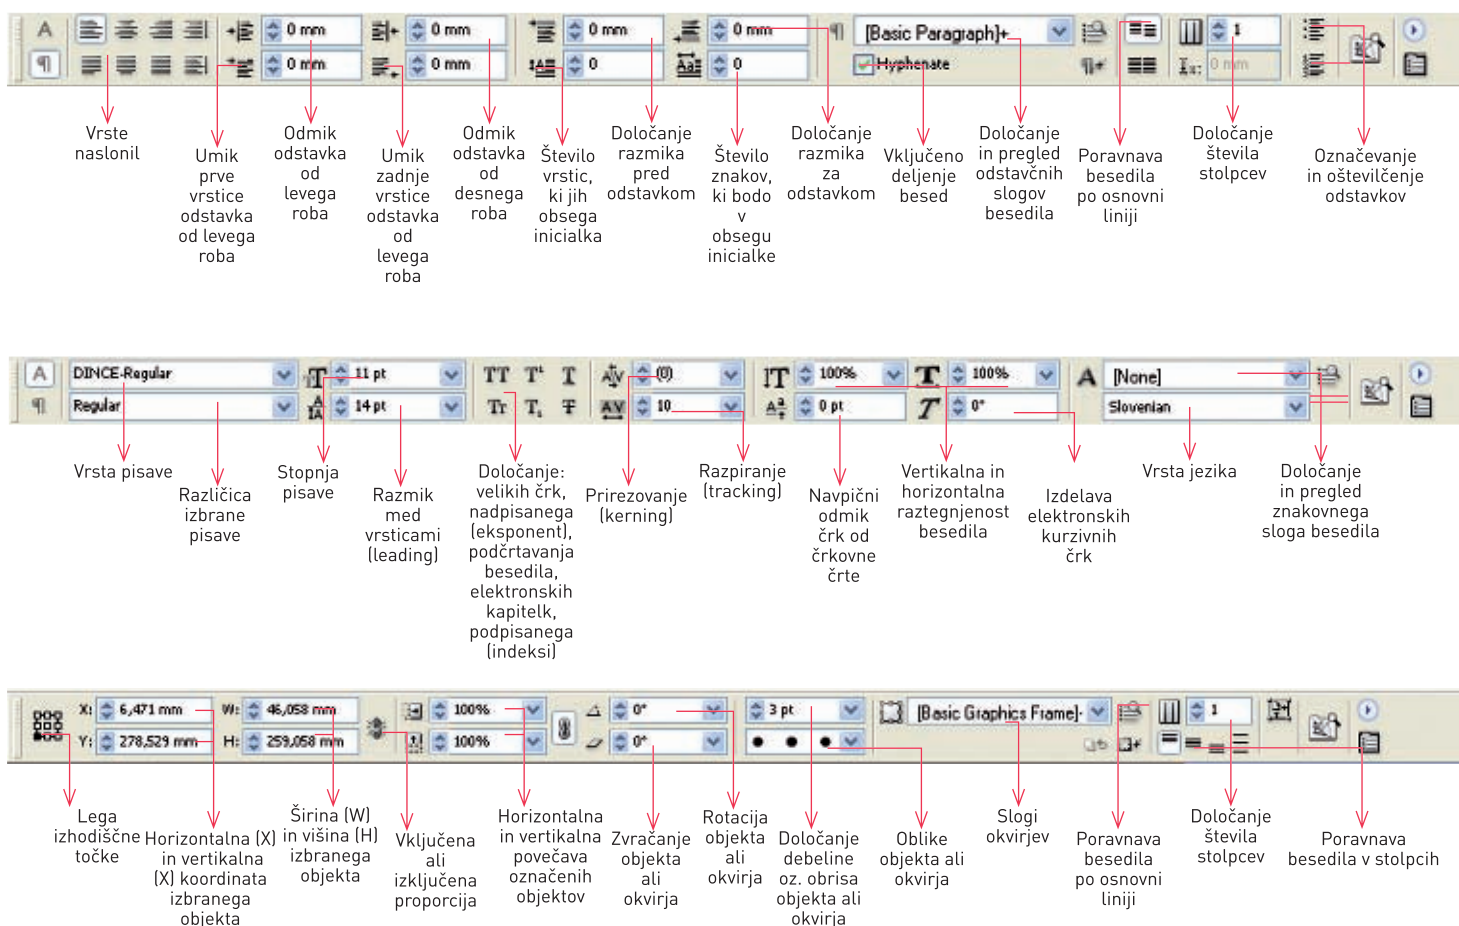 A 0 mm 0 mm 0 mm 0 mm ¶ [Basic Paragraph]+ 1
¶ 0 mm 0 mm 0 0 Hyphenate 0 mm
Vrste
naslonil
Umik
prve
vrstice
odstavka
od levega
roba
Odmik
odstavka
od
levega
roba
Umik
zadnje
vrstice
odstavka
od
levega
roba
Odmik
odstavka
od
desnega
roba
Število
vrstic,
ki jih
obsega
inicialka
Določanje
razmika
pred
odstavkom
Število
znakov,
ki bodo
v
obsegu
inicialke
Določanje
razmika
za
odstavkom
Vključeno
deljenje
besed
Določanje
in pregled
odstavčnih
slogov
besedila
Poravnava
besedila
po osnovni
liniji
Določanje
števila
stolpcev
Označevanje
in oštevilčenje
odstavkov
A DINCE-Regular 11 pt TT T¹ T (0) 100% 100% A [None]
¶ Regular 14 pt Tт T₁ T 10 0 pt 0° Slovenian
Vrsta pisave
Različica
izbrane
pisave
Stopnja
pisave
Razmik
med
vrsticami
(leading)
Določanje:
velikih črk,
nadpisanega
(eksponent),
podčrtavanja
besedila,
elektronskih
kapitelk,
podpisanega
(indeksi)
Prirezovanje
(kerning)
Razpiranje
(tracking)
Navpični
odmik
črk od
črkovne
črte
Vertikalna in
horizontalna
raztegnjenost
besedila
Izdelava
elektronskih
kurzivnih
črk
Vrsta jezika
Določanje
in pregled
znakovnega
sloga besedila
X: 6,471 mm W: 46,058 mm 100% 0° 3 pt [Basic Graphics Frame]+ 1
Y: 278,529 mm H: 259,058 mm 100% 0°
Lega
izhodiščne
točke
Horizontalna (X)
in vertikalna
(X) koordinata
izbranega
objekta
Širina (W)
in višina (H)
izbranega
objekta
Vključena
ali
izključena
proporcija
Horizontalna
in vertikalna
povečava
označenih
objektov
Zvračanje
objekta
ali
okvirja
Rotacija
objekta
ali
okvirja
Določanje
debeline
oz. obrisa
objekta ali
okvirja
Oblike
objekta ali
okvirja
Slogi
okvirjev
Poravnava
besedila
po osnovni
liniji
Določanje
števila
stolpcev
Poravnava
besedila v stolpcih